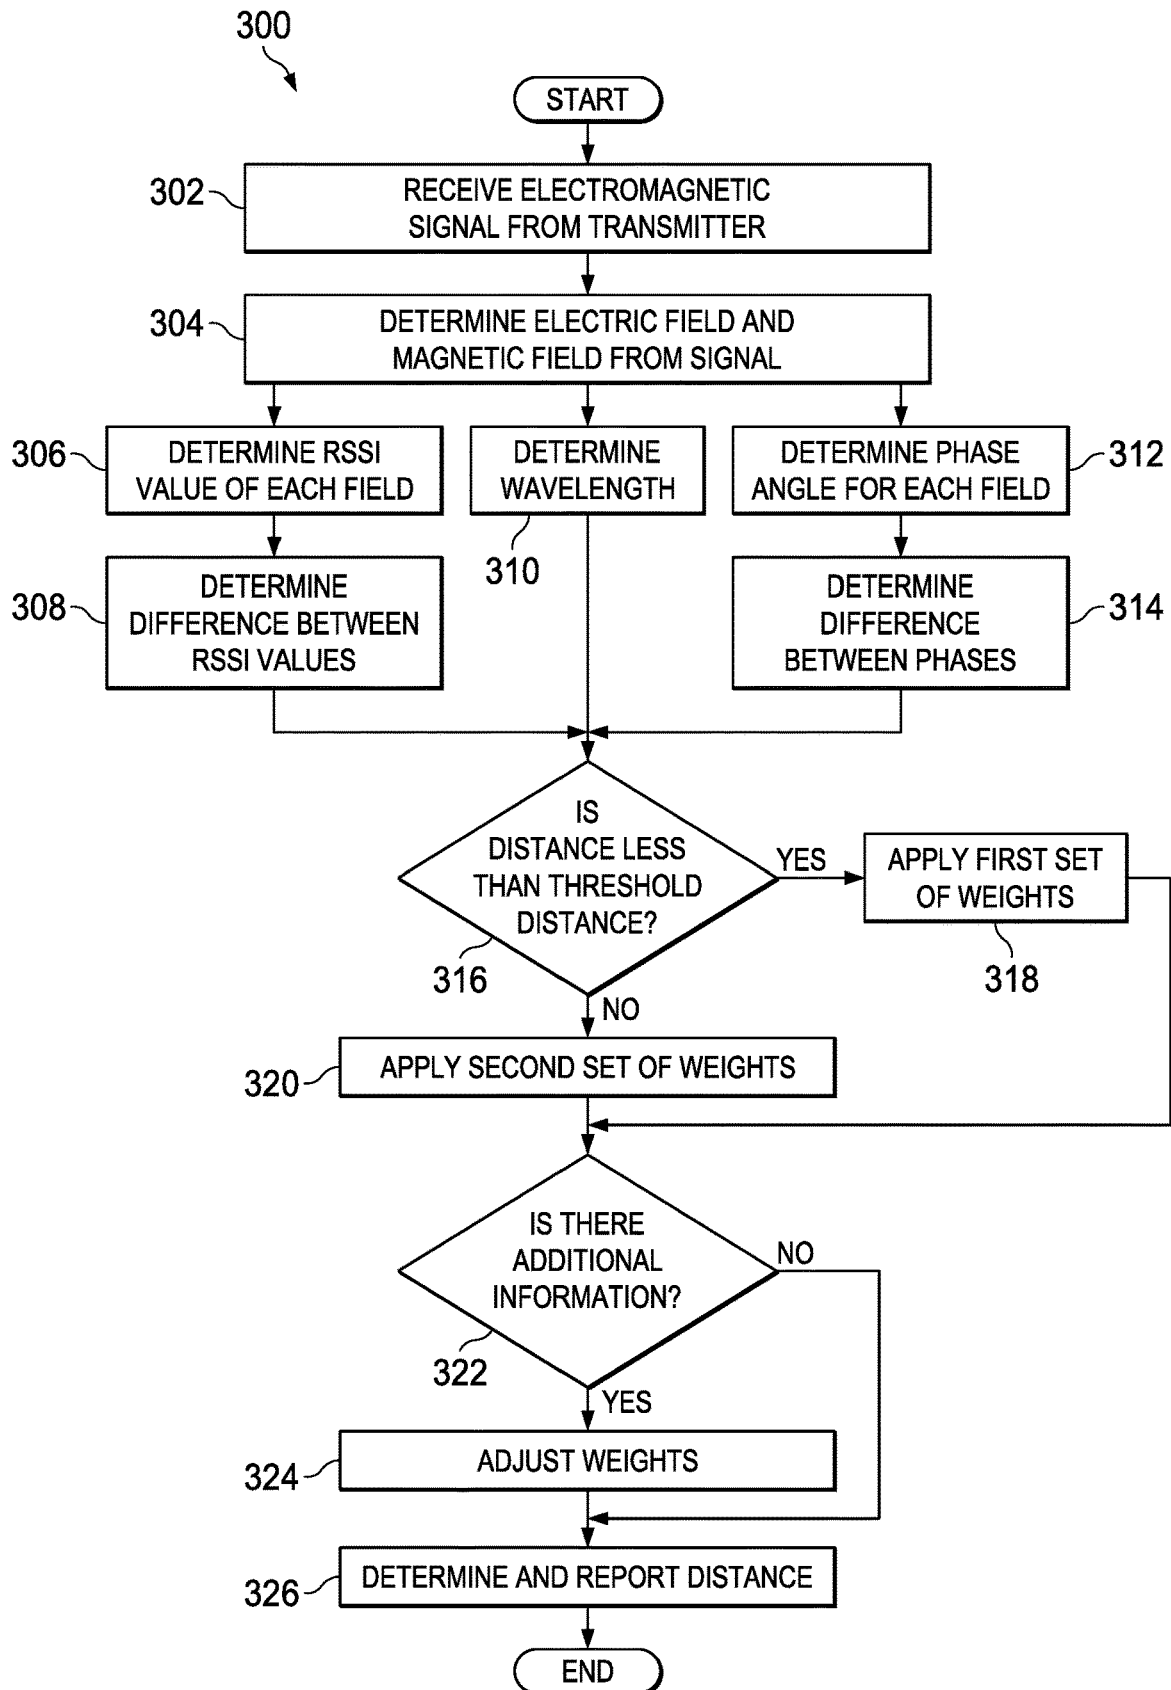 300
START
302
RECEIVE ELECTROMAGNETIC
SIGNAL FROM TRANSMITTER
304
DETERMINE ELECTRIC FIELD AND
MAGNETIC FIELD FROM SIGNAL
306
DETERMINE RSSI
VALUE OF EACH FIELD
DETERMINE
WAVELENGTH
310
DETERMINE PHASE
ANGLE FOR EACH FIELD
312
308
DETERMINE
DIFFERENCE BETWEEN
RSSI VALUES
DETERMINE
DIFFERENCE
BETWEEN PHASES
314
IS
DISTANCE LESS
THAN THRESHOLD
DISTANCE?
316
YES
APPLY FIRST SET
OF WEIGHTS
318
NO
320
APPLY SECOND SET OF WEIGHTS
IS THERE
ADDITIONAL
INFORMATION?
322
NO
YES
324
ADJUST WEIGHTS
326
DETERMINE AND REPORT DISTANCE
END